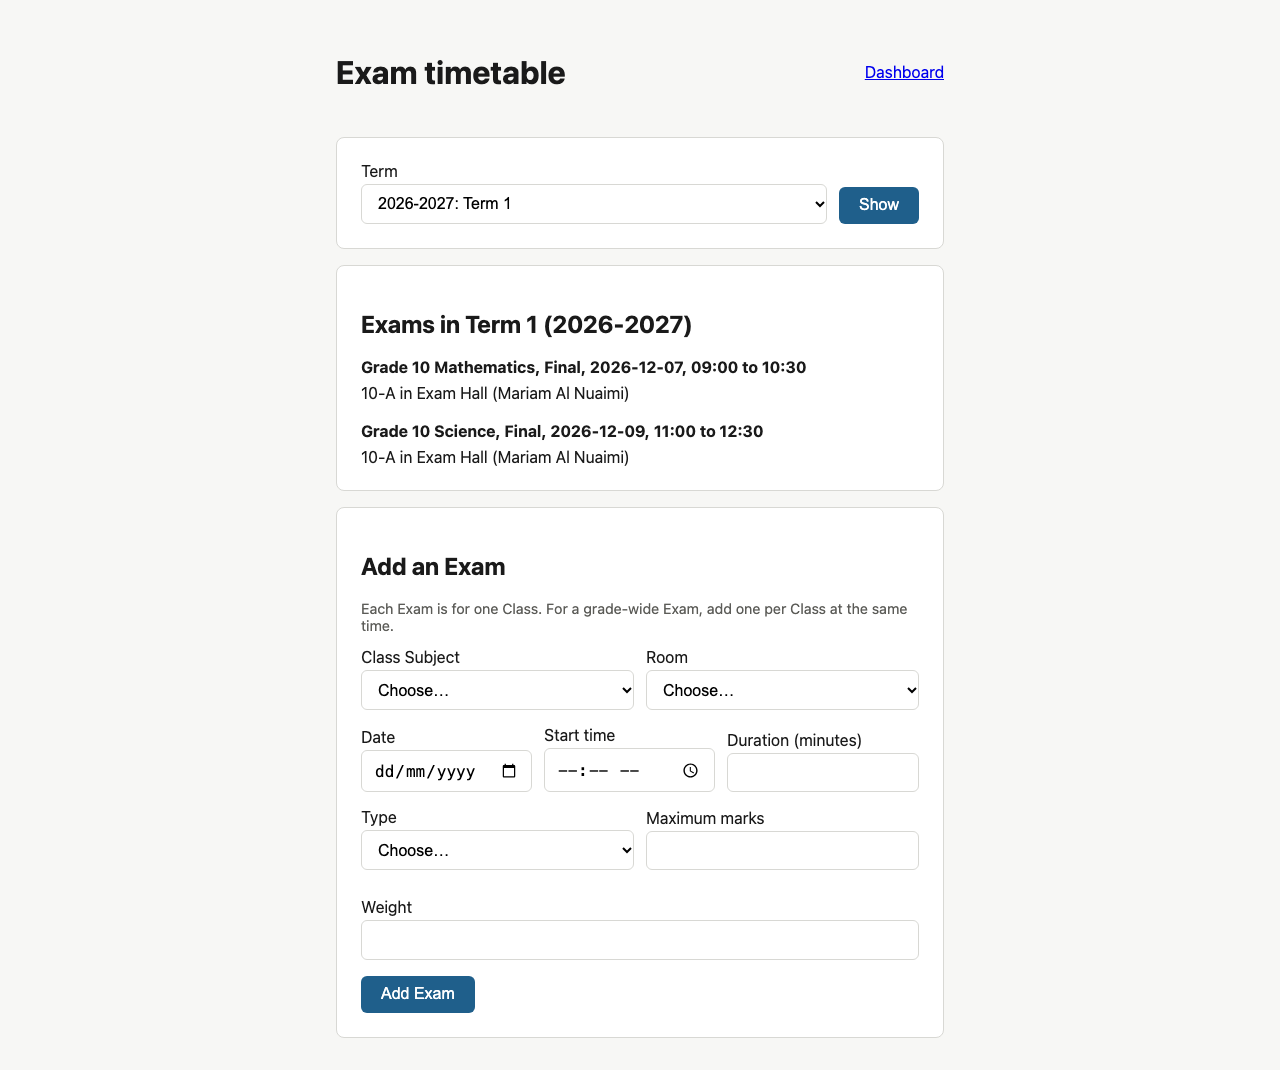 Exam timetable
Dashboard
Term
2026-2027: Term 1
Show
Exams in Term 1 (2026-2027)
Grade 10 Mathematics, Final, 2026-12-07, 09:00 to 10:30
10-A in Exam Hall (Mariam Al Nuaimi)
Grade 10 Science, Final, 2026-12-09, 11:00 to 12:30
10-A in Exam Hall (Mariam Al Nuaimi)
Add an Exam
Each Exam is for one Class. For a grade-wide Exam, add one per Class at the same
time.
Class Subject
Room
Choose...
Choose...
Date
Start time
Duration (minutes)
dd/mm/yyyy
--:-- --
Type
Maximum marks
Choose...
Weight
Add Exam